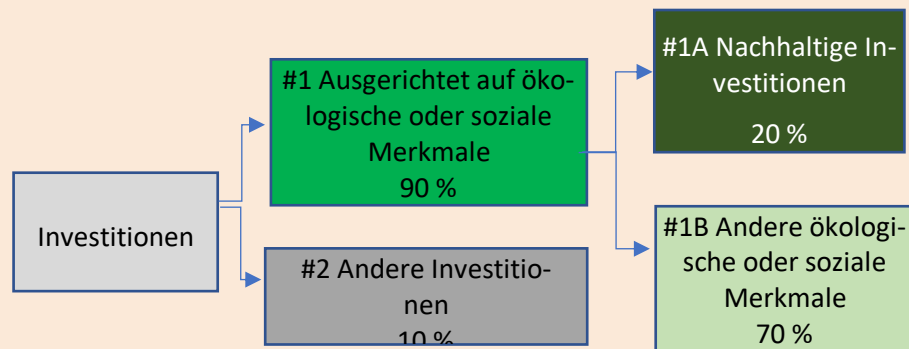 Investitionen
#1 Ausgerichtet auf öko-
logische oder soziale
Merkmale
90 %
#2 Andere Investitio-
nen
10 %
#1A Nachhaltige In-
vestitionen
20 %
#1B Andere ökologi-
sche oder soziale
Merkmale
70 %